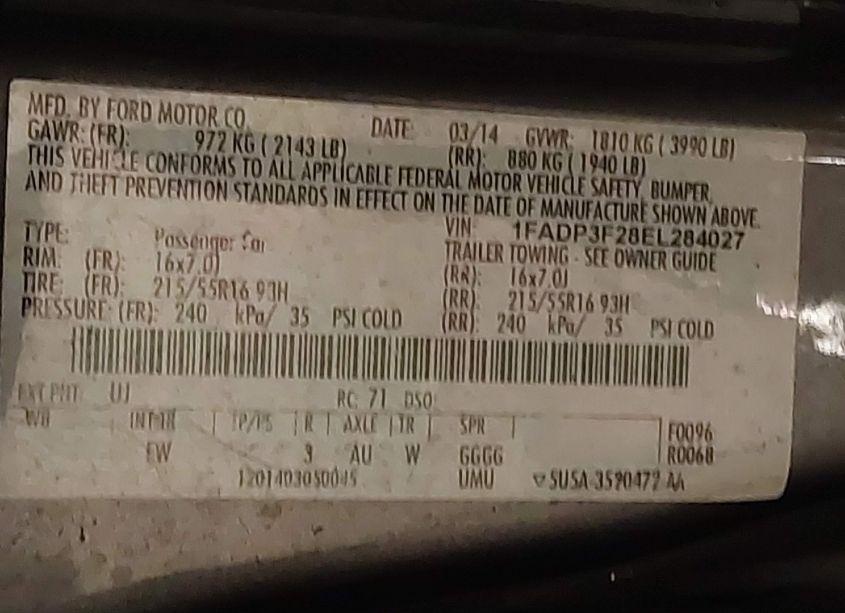 MFD. BY FORD MOTOR CO.
DATE: 03/14 GVWR: 1810 KG ( 3990 LB)
GAWR: (FR): 972 KG ( 2143 LB) (RR): 880 KG ( 1940 LB)
THIS VEHICLE CONFORMS TO ALL APPLICABLE FEDERAL MOTOR VEHICLE SAFETY, BUMPER,
AND THEFT PREVENTION STANDARDS IN EFFECT ON THE DATE OF MANUFACTURE SHOWN ABOVE.
VIN: 1FADP3F28EL284027
TYPE: Passenger Car TRAILER TOWING - SEE OWNER GUIDE
RIM: (FR): 16x7.0J (RR): 16x7.0J
TIRE: (FR): 215/55R16 93H (RR): 215/55R16 93H
PRESSURE: (FR): 240 kPa/ 35 PSI COLD (RR): 240 kPa/ 35 PSI COLD
EXT PNT: UJ RC: 71 DSO:
WB INT TR TP/PS R AXLE TR SPR F0096
EW 3 AU W GGGG R0068
UMU ▽SU5A-3520472-AA